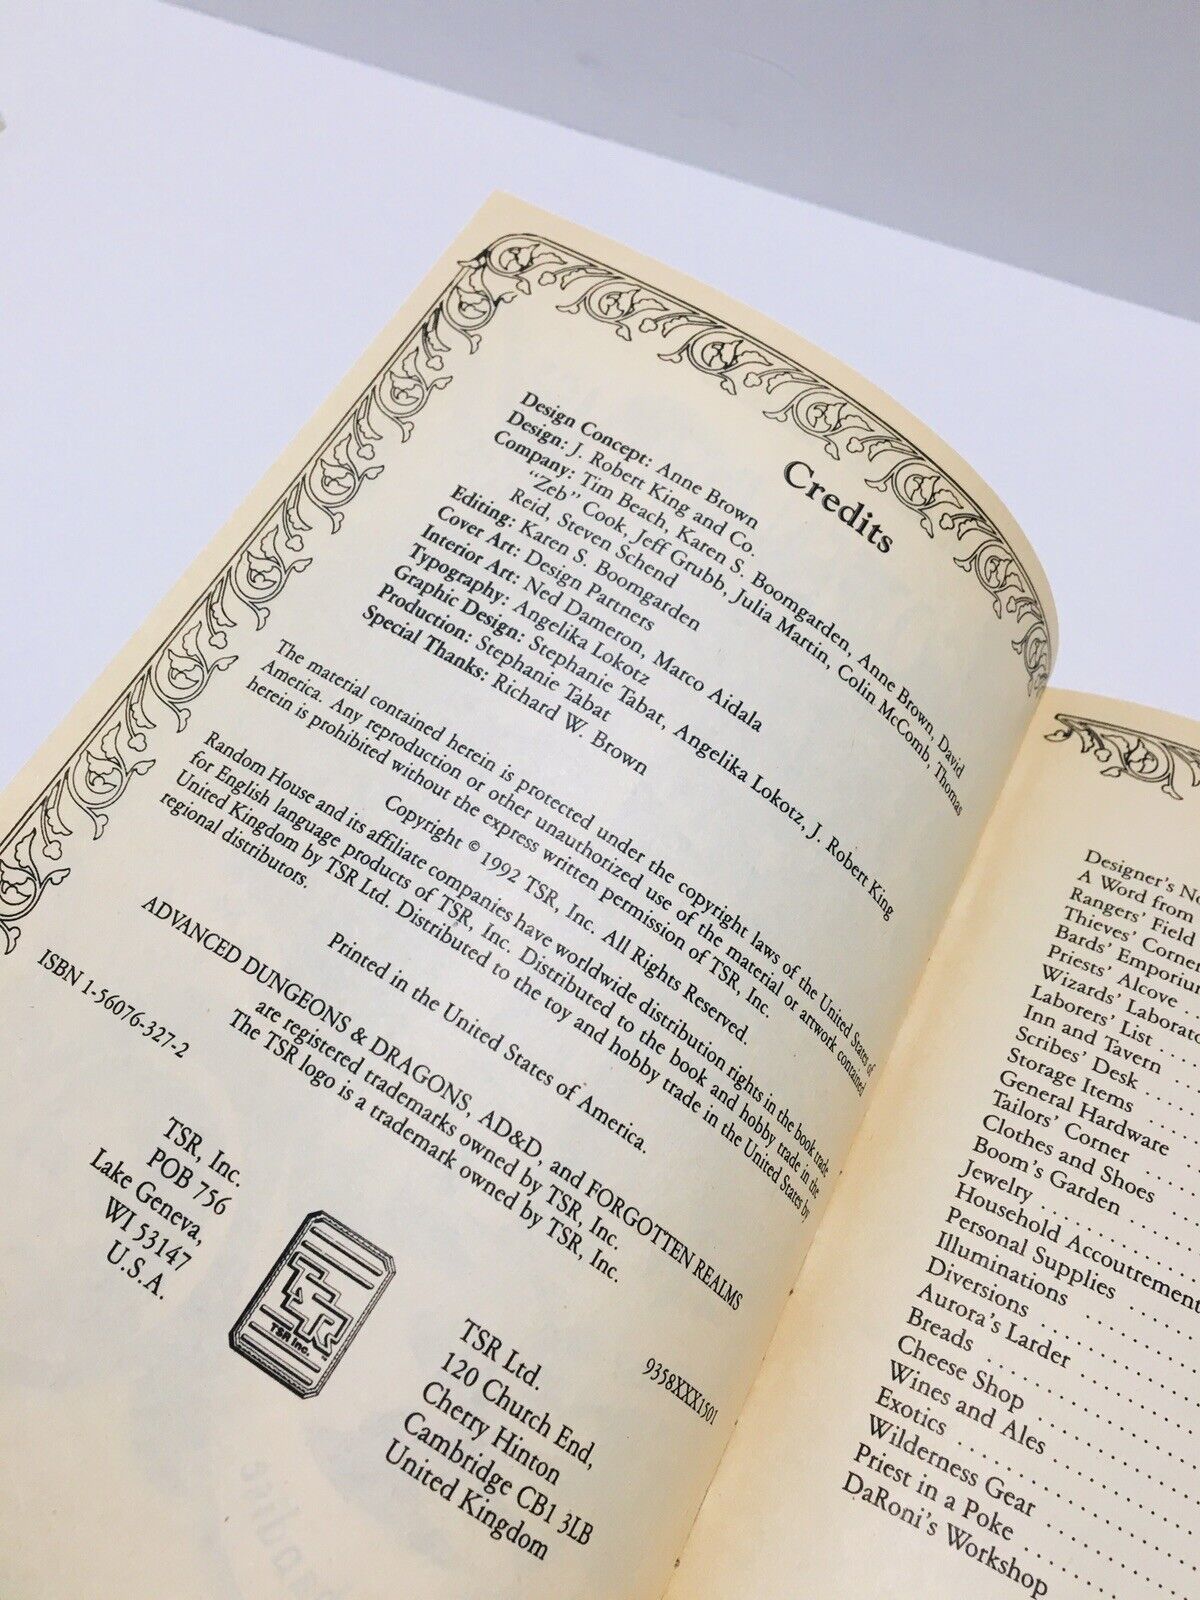 Credits
Design Concept: Anne Brown
Design: J. Robert King and Co.
Company: Tim Beach, Karen S. Boomgarden, Anne Brown, David
"Zeb" Cook, Jeff Grubb, Julia Martin, Colin McComb, Thomas
Reid, Steven Schend
Editing: Karen S. Boomgarden
Cover Art: Design Partners
Interior Art: Ned Dameron, Marco Aidala
Typography: Angelika Lokotz
Graphic Design: Stephanie Tabat, Angelika Lokotz, J. Robert King
Production: Stephanie Tabat
Special Thanks: Richard W. Brown
The material contained herein is protected under the copyright laws of the United States of
America. Any reproduction or other unauthorized use of the material or artwork contained
herein is prohibited without the express written permission of TSR, Inc.
Copyright © 1992 TSR, Inc. All Rights Reserved.
Random House and its affiliate companies have worldwide distribution rights in the book trade
for English language products of TSR, Inc. Distributed to the book and hobby trade in the
United Kingdom by TSR Ltd. Distributed to the toy and hobby trade in the United States by
regional distributors.
Printed in the United States of America.
ADVANCED DUNGEONS & DRAGONS, AD&D, and FORGOTTEN REALMS
are registered trademarks owned by TSR, Inc.
The TSR logo is a trademark owned by TSR, Inc.
ISBN 1-56076-327-2
9358XXX1501
TSR, Inc.
POB 756
Lake Geneva,
WI 53147
U.S.A.
TSR
TSR Inc.™
TSR Ltd.
120 Church End,
Cherry Hinton
Cambridge CB1 3LB
United Kingdom
Designer's No
A Word from
Rangers' Field
Thieves' Corner
Bards' Emporium
Priests' Alcove . .
Wizards' Laborato
Laborers' List . . . .
Inn and Tavern . . .
Scribes' Desk . . . .
Storage Items . . . .
General Hardware . .
Tailors' Corner . . . .
Clothes and Shoes . .
Boom's Garden . . . .
Jewelry . . . . . . . .
Household Accoutrement
Personal Supplies . . . .
Illuminations . . . . . .
Diversions . . . . . . .
Aurora's Larder . . . . .
Breads . . . . . . . . .
Cheese Shop . . . . . .
Wines and Ales . . . . .
Exotics . . . . . . . . .
Wilderness Gear . . . . .
Priest in a Poke . . . . .
DaRoni's Workshop . . .